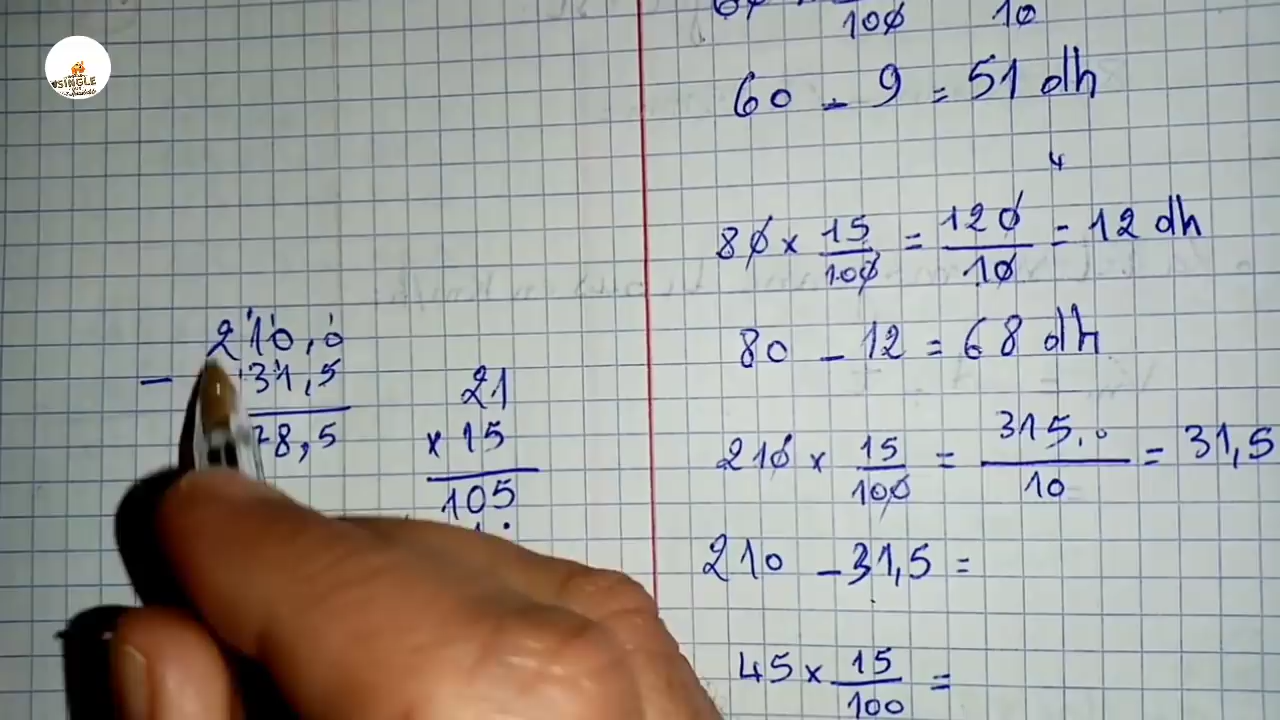 SINGLE
210,0
- 31,5
78,5
21
× 15
105
100 10
60 - 9 = 51 dh
4
80 × 15/100 = 120/10 = 12 dh
80 - 12 = 68 dh
210 × 15/100 = 315,0/10 = 31,5
210 - 31,5 =
45 × 15/100 =